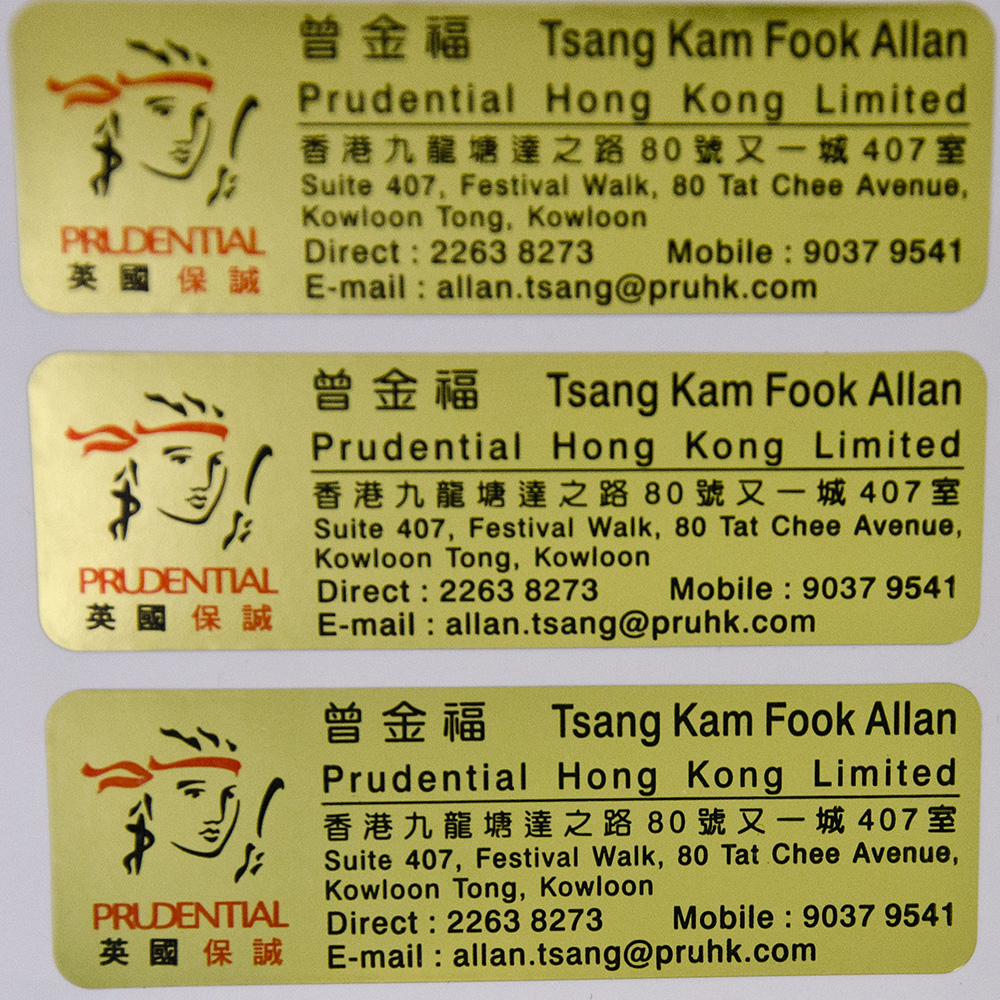 曾金福 Tsang Kam Fook Allan
Prudential Hong Kong Limited
香港九龍塘達之路80號又一城407室
Suite 407, Festival Walk, 80 Tat Chee Avenue,
Kowloon Tong, Kowloon
Direct : 2263 8273 Mobile : 9037 9541
E-mail : allan.tsang@pruhk.com
PRUDENTIAL
英國保誠
曾金福 Tsang Kam Fook Allan
Prudential Hong Kong Limited
香港九龍塘達之路80號又一城407室
Suite 407, Festival Walk, 80 Tat Chee Avenue,
Kowloon Tong, Kowloon
Direct : 2263 8273 Mobile : 9037 9541
E-mail : allan.tsang@pruhk.com
PRUDENTIAL
英國保誠
曾金福 Tsang Kam Fook Allan
Prudential Hong Kong Limited
香港九龍塘達之路80號又一城407室
Suite 407, Festival Walk, 80 Tat Chee Avenue,
Kowloon Tong, Kowloon
Direct : 2263 8273 Mobile : 9037 9541
E-mail : allan.tsang@pruhk.com
PRUDENTIAL
英國保誠